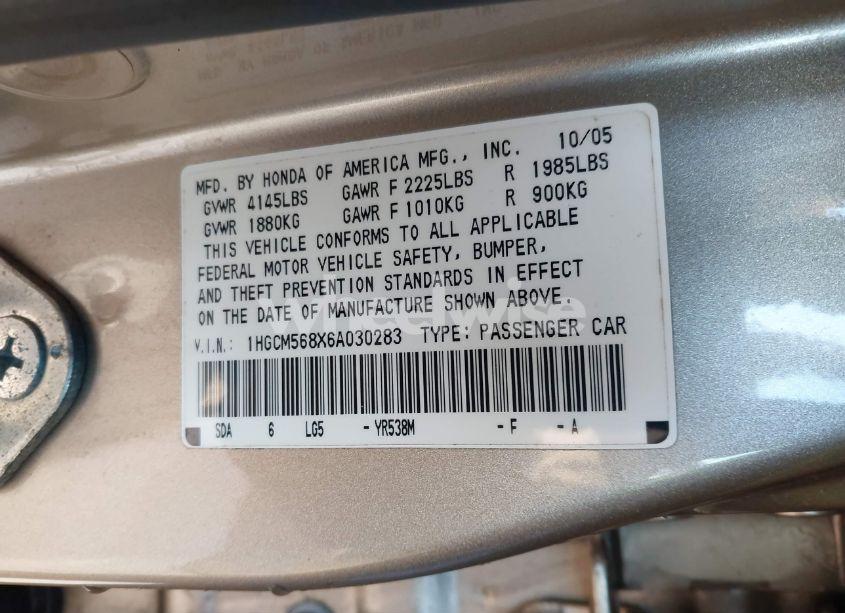 MFD. BY HONDA OF AMERICA MFG., INC. 10/05
GVWR 4145LBS GAWR F 2225LBS R 1985LBS
GVWR 1880KG GAWR F 1010KG R 900KG
THIS VEHICLE CONFORMS TO ALL APPLICABLE
FEDERAL MOTOR VEHICLE SAFETY, BUMPER,
AND THEFT PREVENTION STANDARDS IN EFFECT
ON THE DATE OF MANUFACTURE SHOWN ABOVE.
wheelwise
V.I.N.: 1HGCM568X6A030283 TYPE: PASSENGER CAR
SDA 6 LG5 -YR538M -F -A